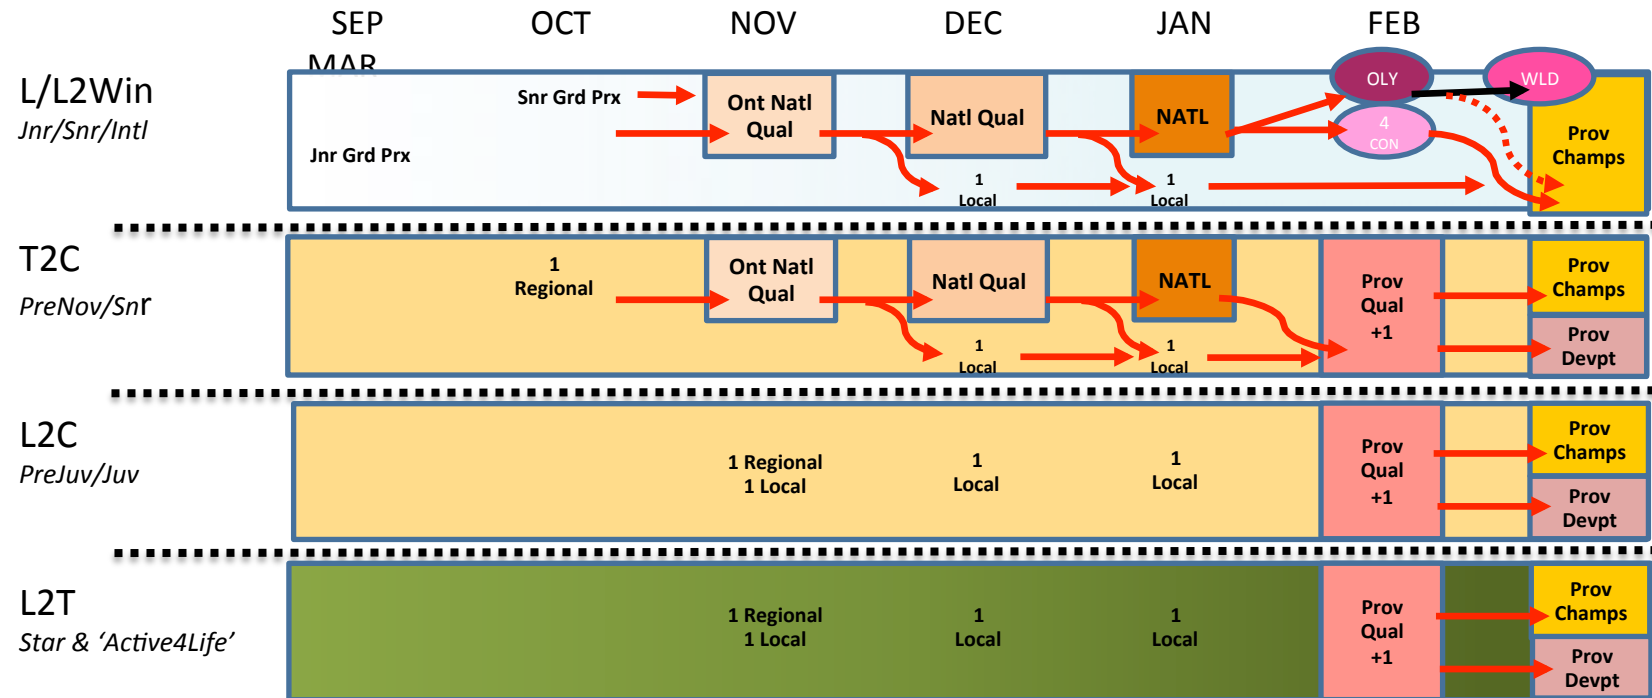 SEP OCT NOV DEC JAN FEB
MAR
L/L2Win
Jnr/Snr/Intl
Jnr Grd Prx
Snr Grd Prx
Ont Natl
Qual
Natl Qual
NATL
OLY
WLD
4
CON
Prov
Champs
1
Local
1
Local
T2C
PreNov/Snr
1
Regional
Ont Natl
Qual
Natl Qual
NATL
1
Local
1
Local
Prov
Qual
+1
Prov
Champs
Prov
Devpt
L2C
PreJuv/Juv
1 Regional
1 Local
1
Local
1
Local
Prov
Qual
+1
Prov
Champs
Prov
Devpt
L2T
Star & ‘Active4Life’
1 Regional
1 Local
1
Local
1
Local
Prov
Qual
+1
Prov
Champs
Prov
Devpt